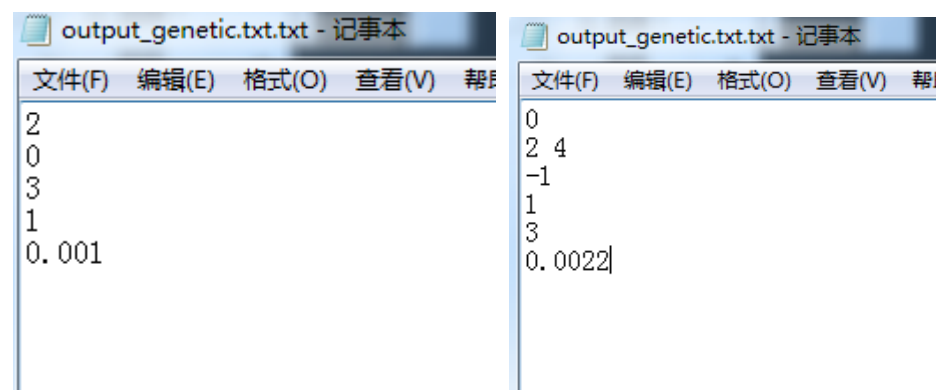 output_genetic.txt.txt - 记事本
文件(F) 编辑(E) 格式(O) 查看(V)
2
0
3
1
0.001
output_genetic.txt.txt - 记事本
文件(F) 编辑(E) 格式(O) 查看(V)
0
2 4
-1
1
3
0.0022